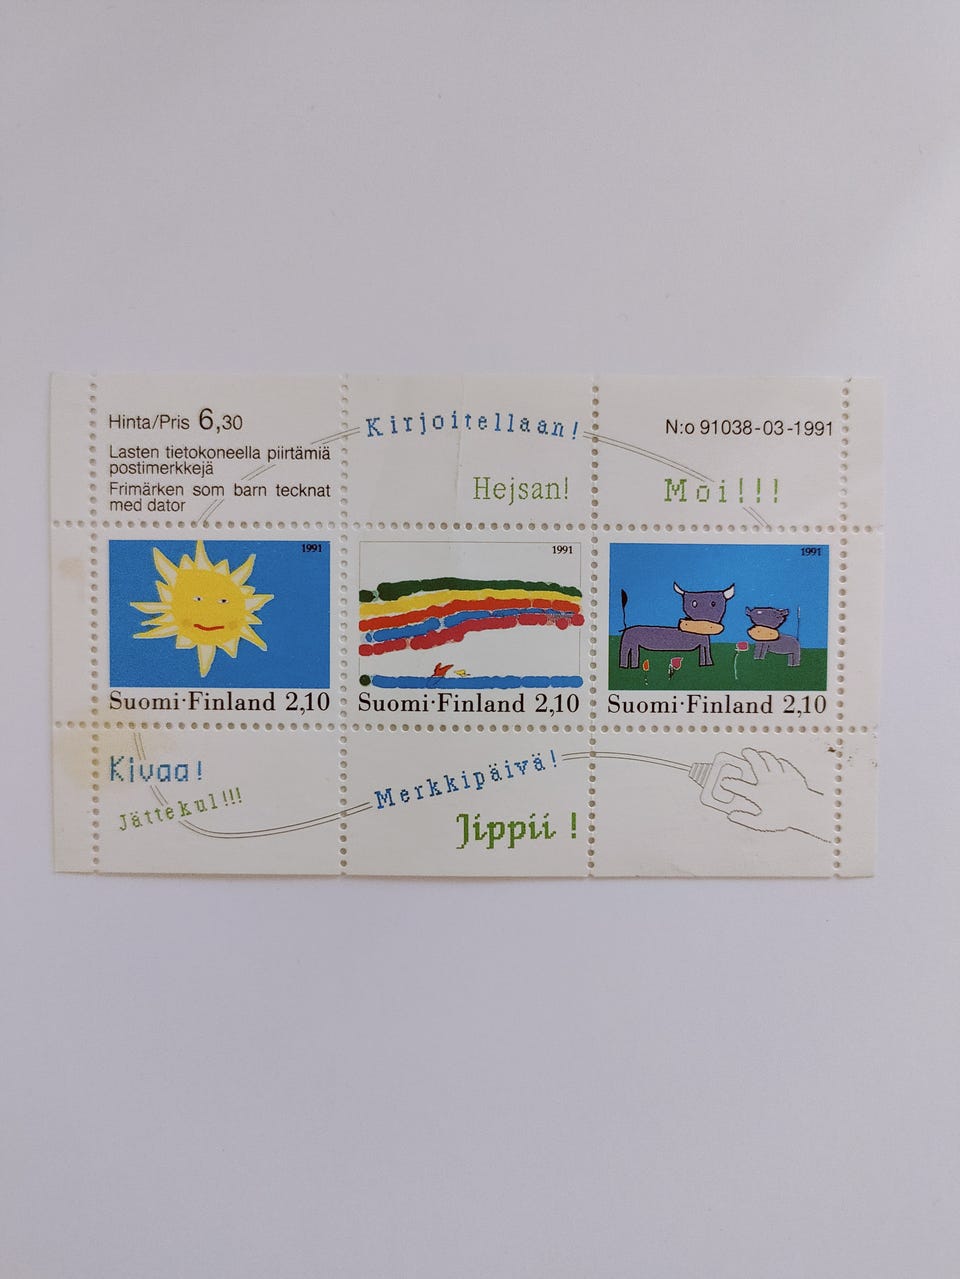 Hinta/Pris 6,30
Lasten tietokoneella piirtämiä
postimerkkejä
Frimärken som barn tecknat
med dator
Kirjoitellaan!
Hejsan!
N:o 91038-03-1991
Moi!!!
1991
Suomi·Finland 2,10
1991
Suomi·Finland 2,10
1991
Suomi·Finland 2,10
Kivaa!
Jättekul!!!
Merkkipäivä!
Jippii !